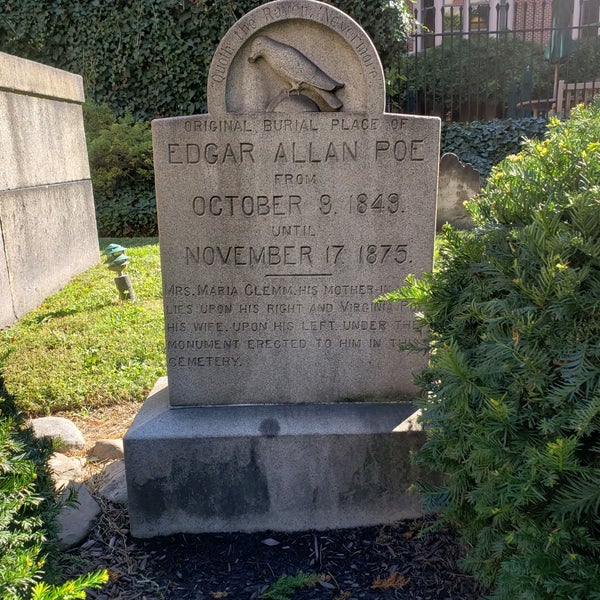 Quoth the Raven, Nevermore
ORIGINAL BURIAL PLACE OF
EDGAR ALLAN POE
FROM
OCTOBER 9. 1849.
UNTIL
NOVEMBER 17. 1875.
MRS. MARIA CLEMM, HIS MOTHER-IN-
LIES UPON HIS RIGHT AND VIRGINIA
HIS WIFE, UPON HIS LEFT. UNDER THE
MONUMENT ERECTED TO HIM IN THIS
CEMETERY.